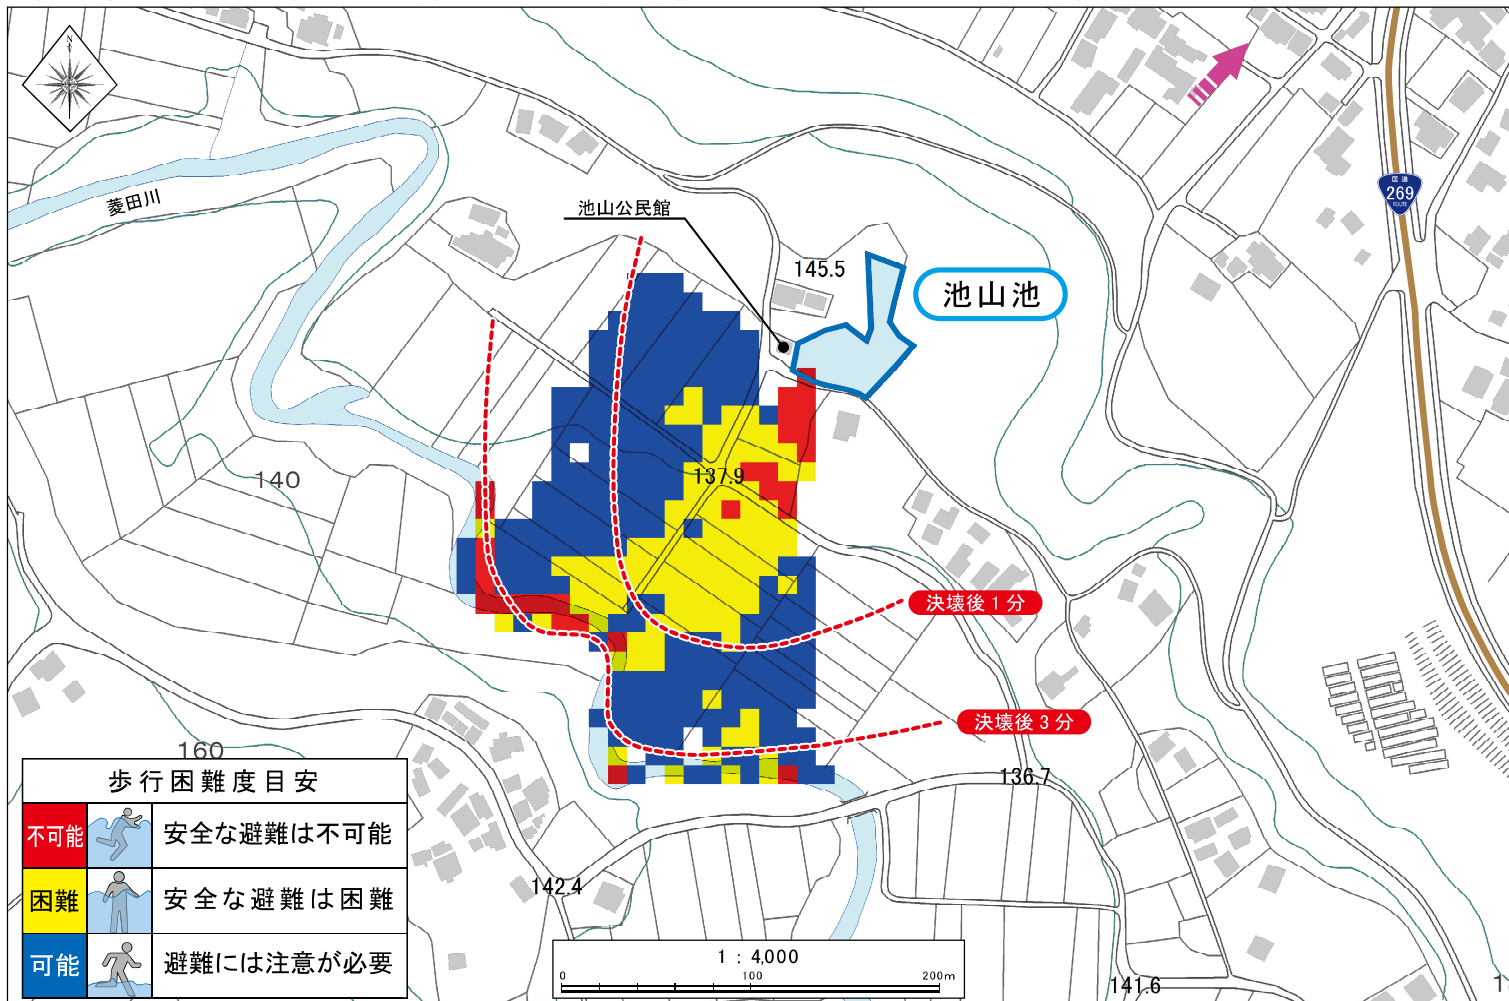 N
菱田川
池山公民館
145.5
池山池
国道
269
ROUTE
137.9
140
決壊後1分
決壊後3分
160
136.7
142.4
141.6
歩行困難度目安
不可能 安全な避難は不可能
困難 安全な避難は困難
可能 避難には注意が必要
1 : 4,000
0 100 200m